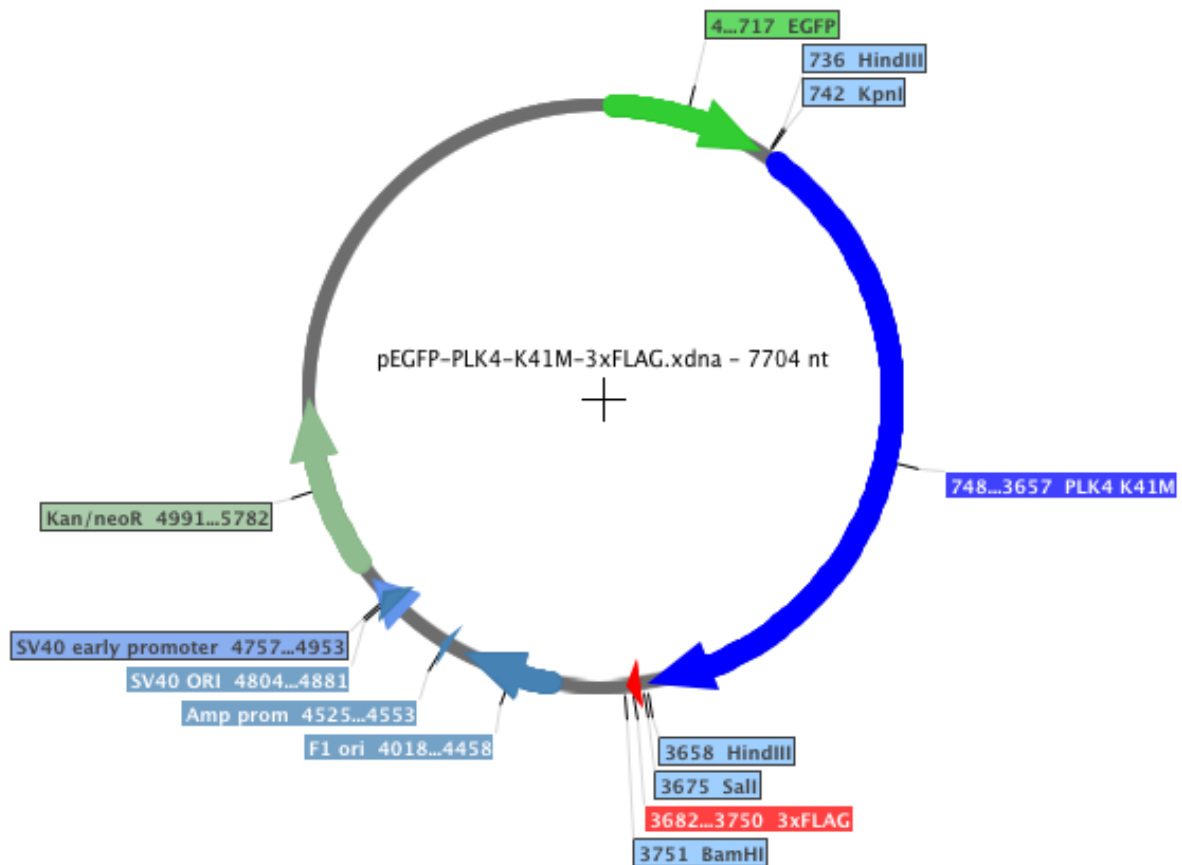 4...717 EGFP
736 HindIII
742 KpnI
pEGFP-PLK4-K41M-3xFLAG.xdna - 7704 nt
748...3657 PLK4 K41M
Kan/neoR 4991...5782
SV40 early promoter 4757...4953
SV40 ORI 4804...4881
Amp prom 4525...4553
F1 ori 4018...4458
3658 HindIII
3675 SalI
3682...3750 3xFLAG
3751 BamHI